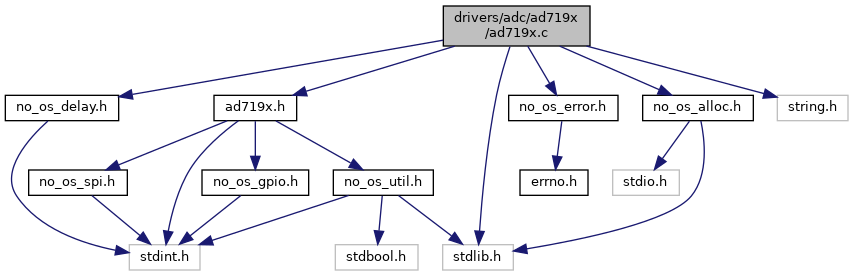 drivers/adc/ad719x
/ad719x.c
no_os_delay.h
ad719x.h
no_os_error.h
no_os_alloc.h
string.h
no_os_spi.h
no_os_gpio.h
no_os_util.h
errno.h
stdio.h
stdint.h
stdbool.h
stdlib.h